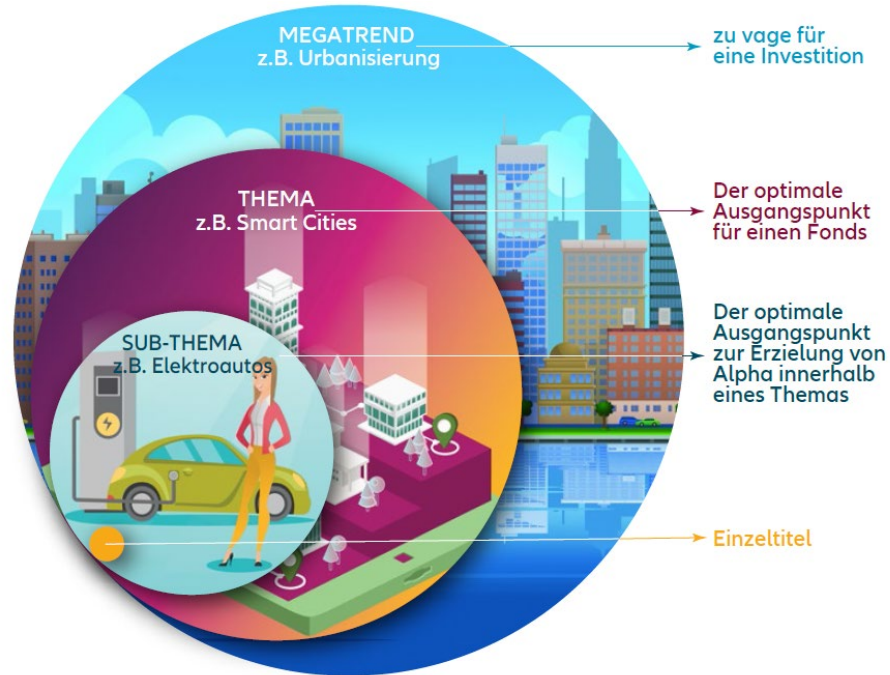 MEGATREND
z.B. Urbanisierung
zu vage für
eine Investition
THEMA
z.B. Smart Cities
Der optimale
Ausgangspunkt
für einen Fonds
SUB-THEMA
z.B. Elektroautos
Der optimale
Ausgangspunkt
zur Erzielung von
Alpha innerhalb
eines Themas
Einzeltitel